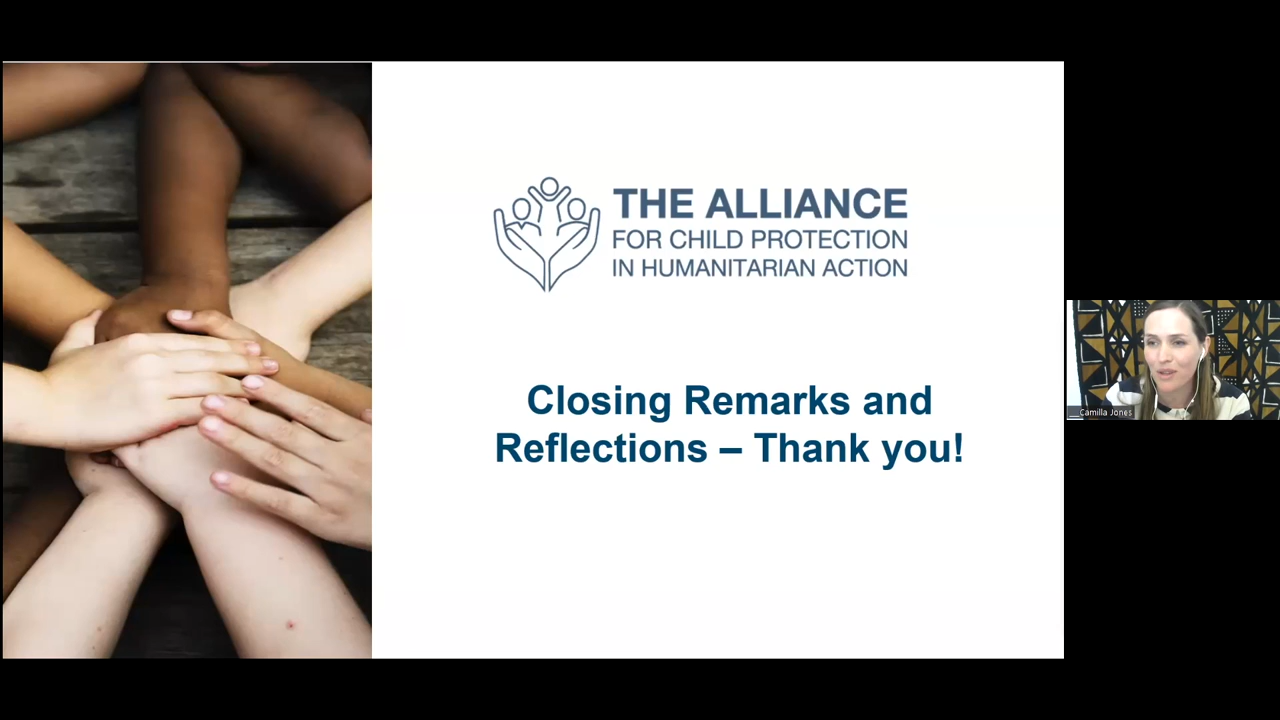 THE ALLIANCE
FOR CHILD PROTECTION
IN HUMANITARIAN ACTION
Closing Remarks and
Reflections – Thank you!
Camilla Jones